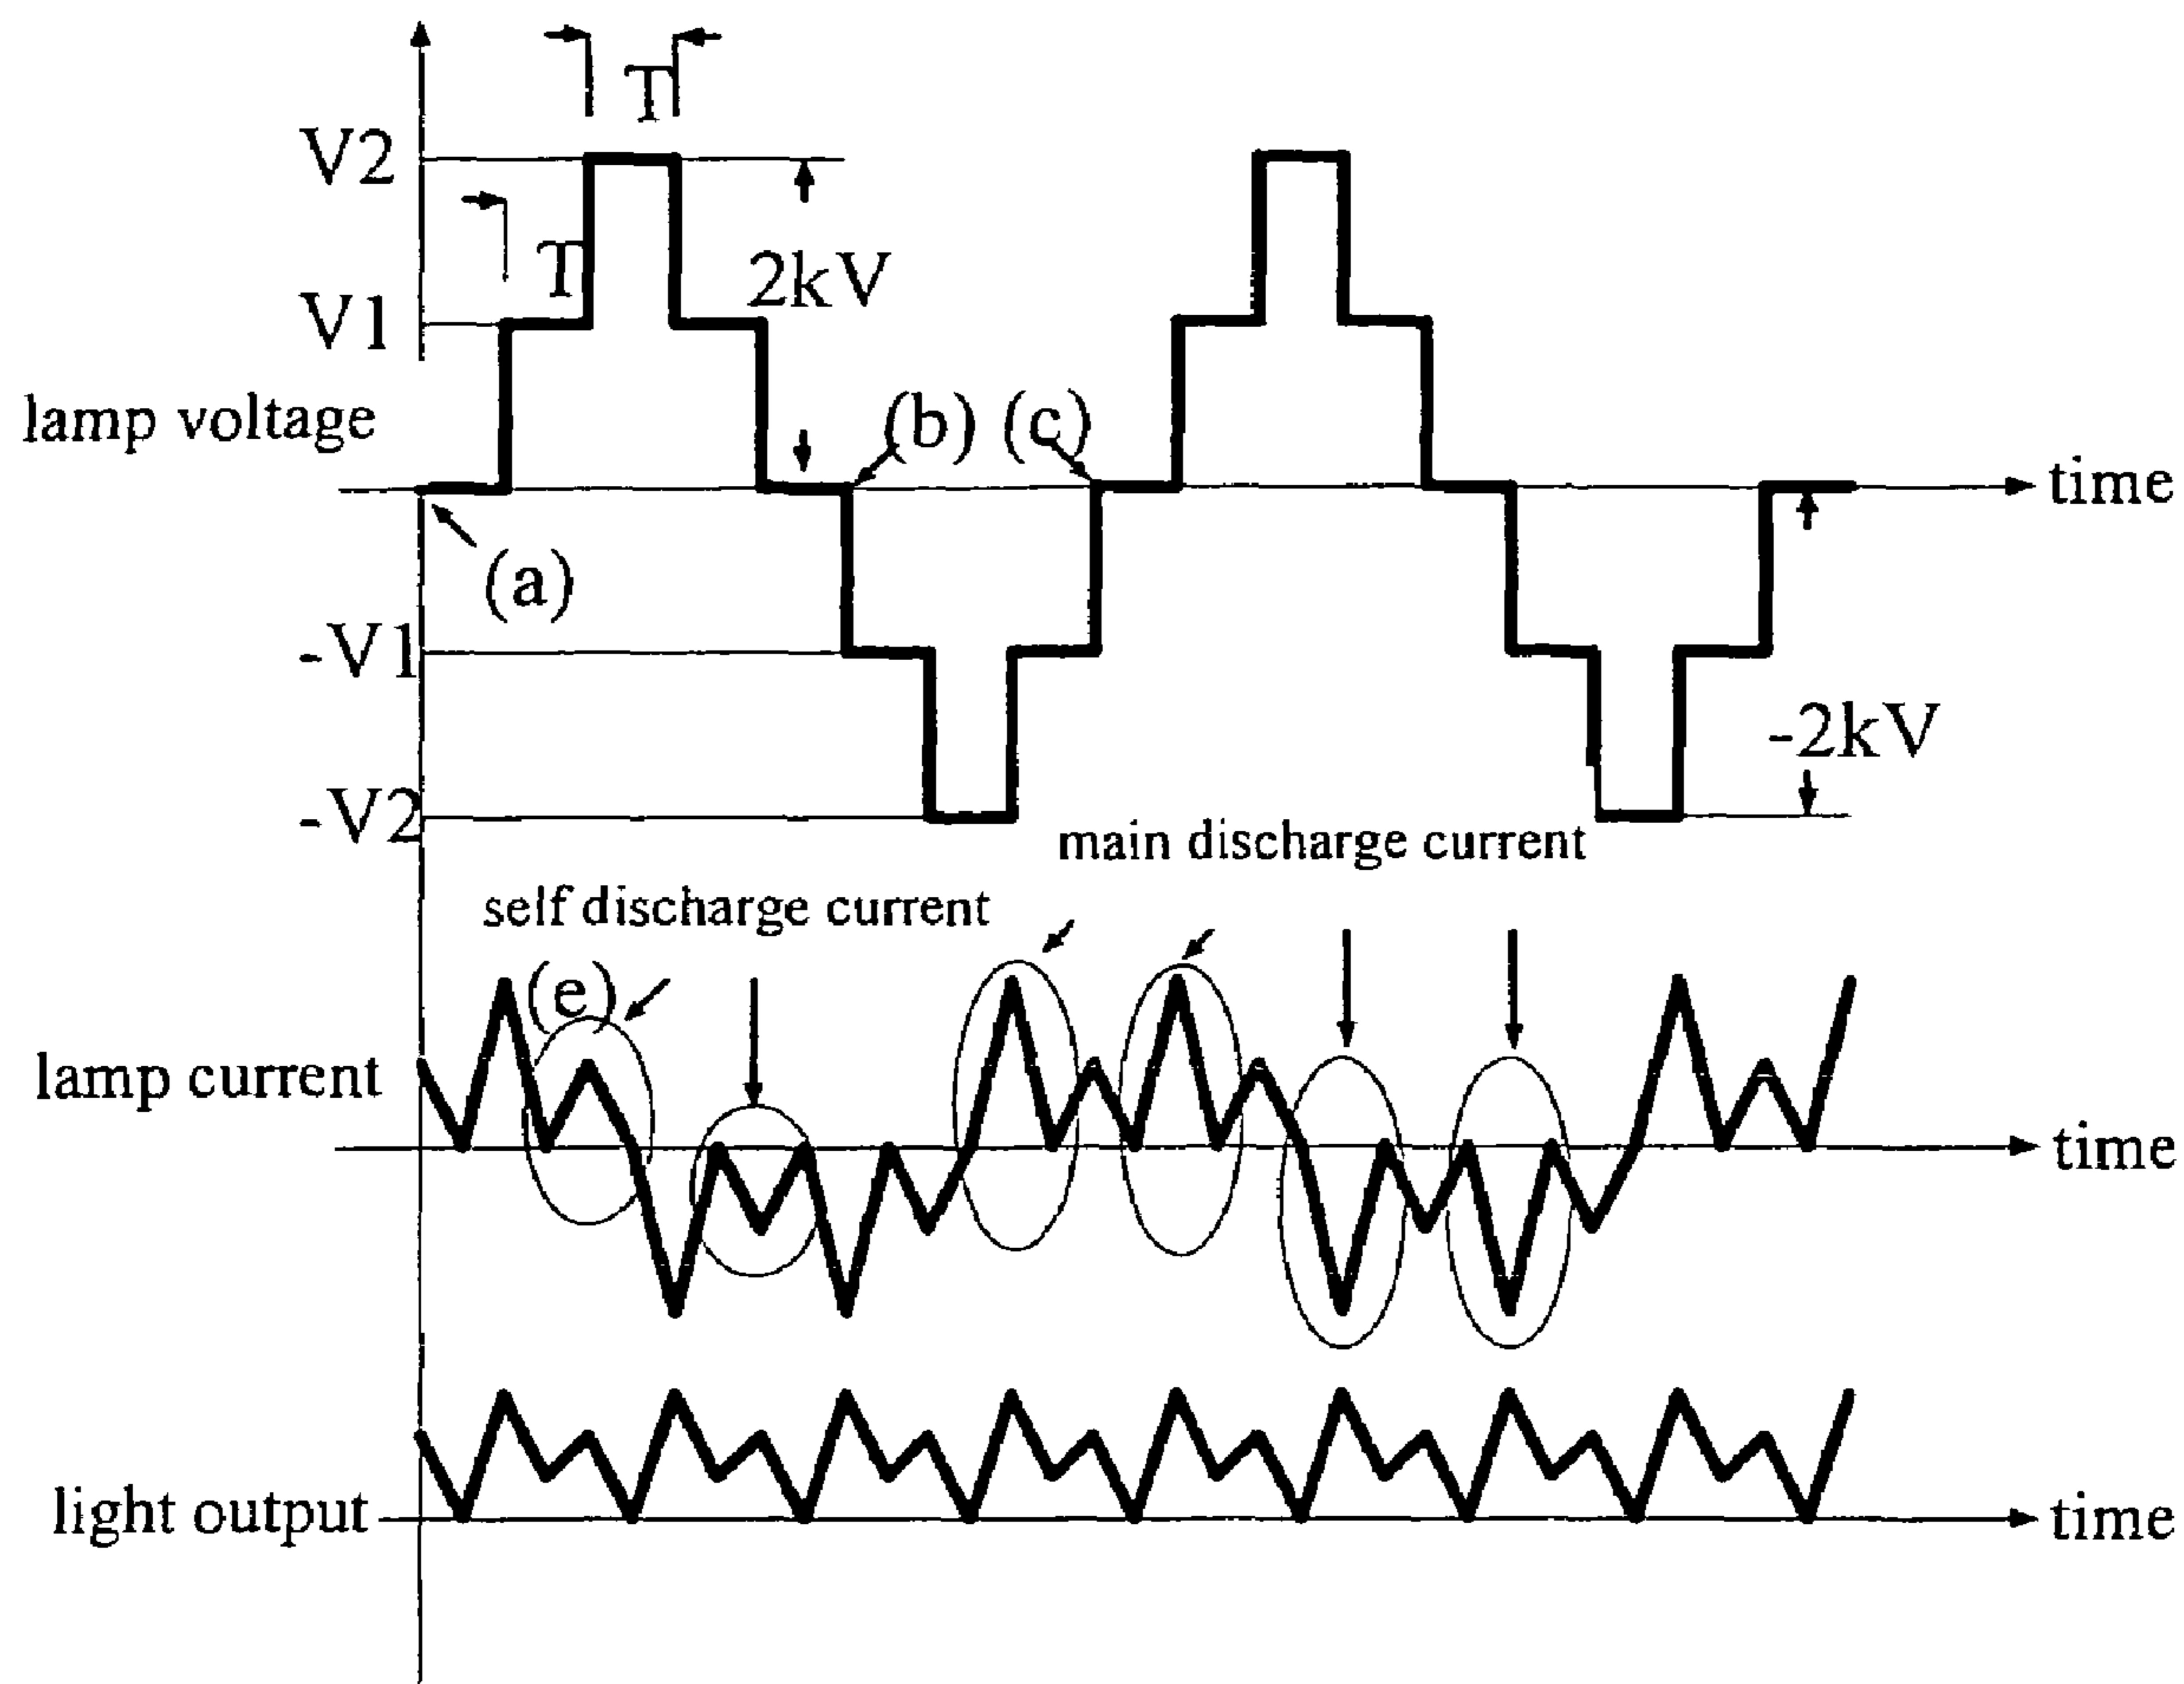 T
V2
T
2kV
V1
lamp voltage
(b) (c)
time
(a)
-V1
-2kV
-V2
main discharge current
self discharge current
(e)
lamp current
time
light output
time